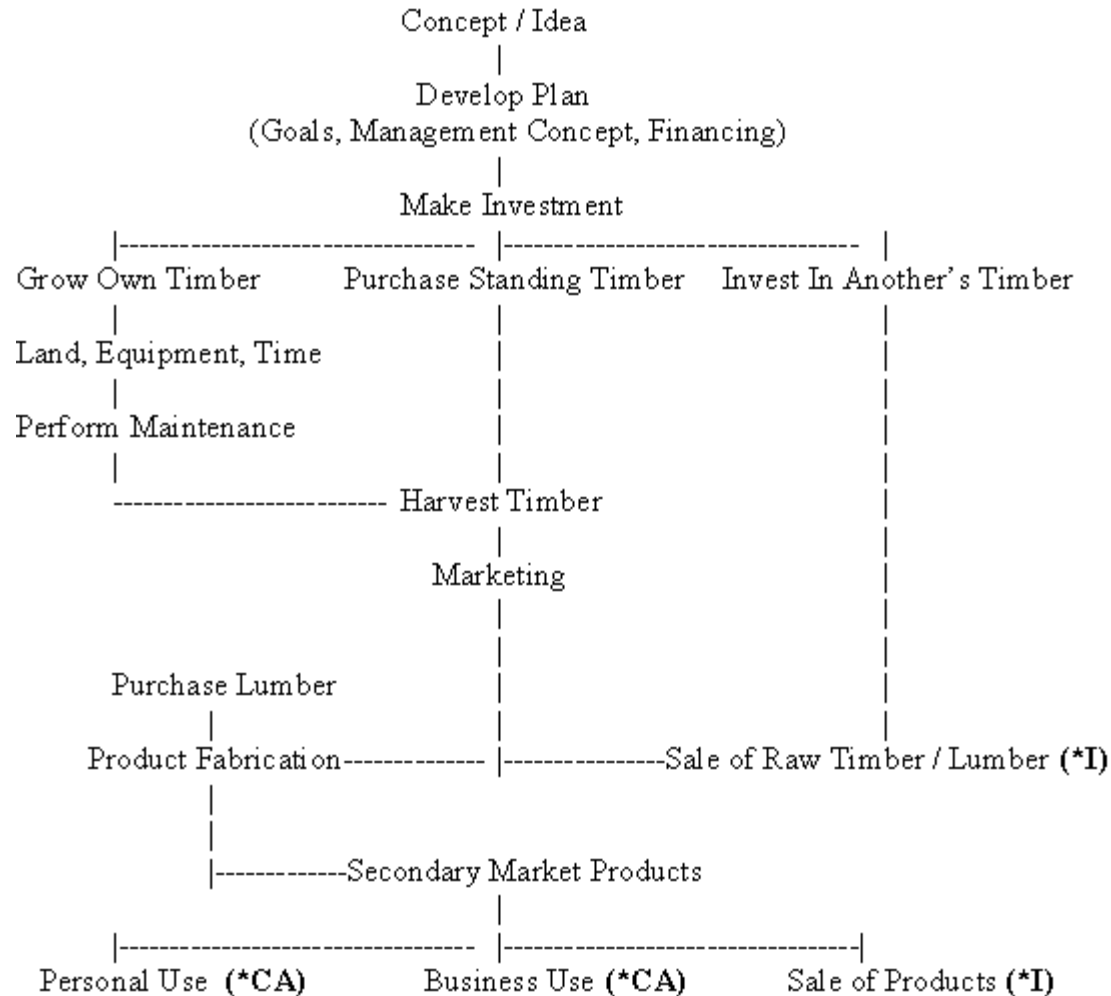 Concept / Idea
Develop Plan
(Goals, Management Concept, Financing)
Make Investment
Grow Own Timber Purchase Standing Timber Invest In Another’s Timber
Land, Equipment, Time
Perform Maintenance
Harvest Timber
Marketing
Purchase Lumber
Product Fabrication Sale of Raw Timber / Lumber (*I)
Secondary Market Products
Personal Use (*CA) Business Use (*CA) Sale of Products (*I)